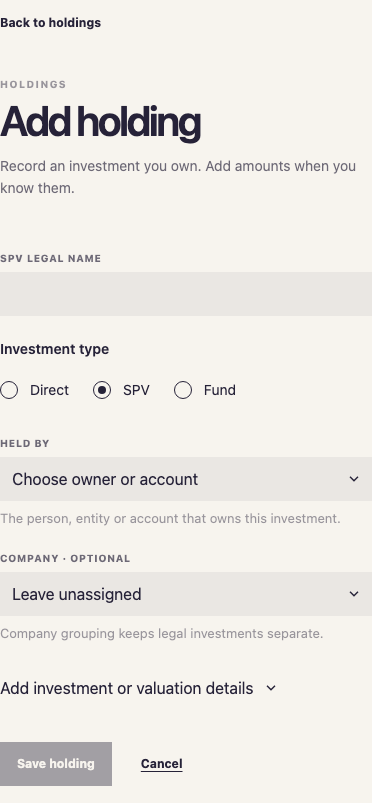 Back to holdings
HOLDINGS
Add holding
Record an investment you own. Add amounts when you
know them.
SPV LEGAL NAME
Investment type
Direct SPV Fund
HELD BY
Choose owner or account
The person, entity or account that owns this investment.
COMPANY · OPTIONAL
Leave unassigned
Company grouping keeps legal investments separate.
Add investment or valuation details
Save holding Cancel